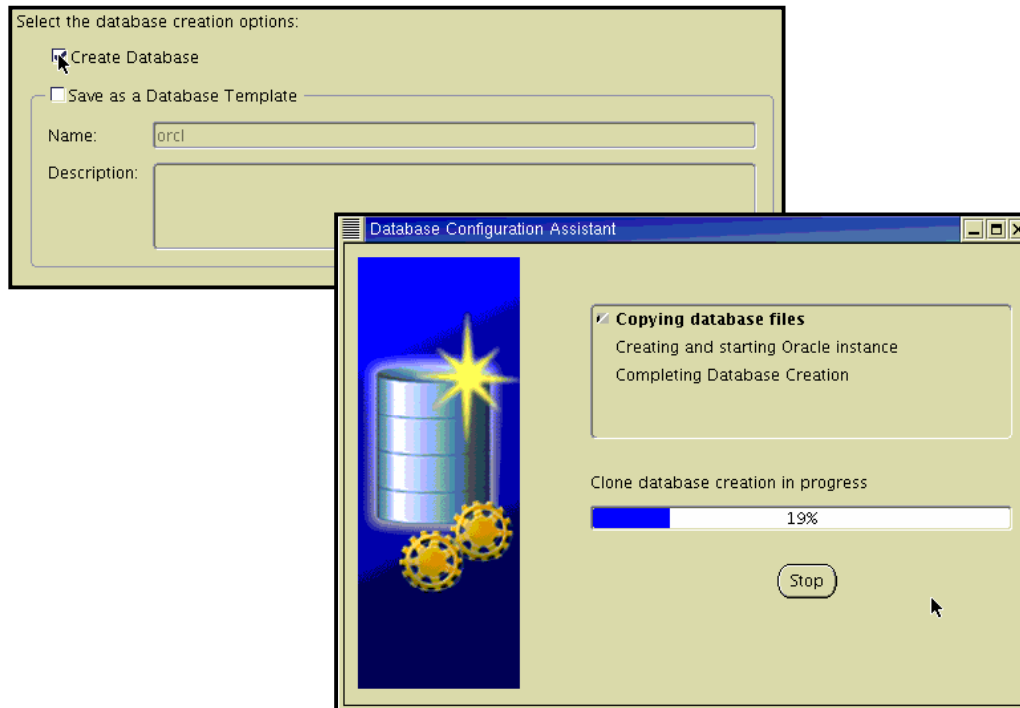 Select the database creation options:
Create Database
Save as a Database Template
Name:
orcl
Description:
Database Configuration Assistant
Copying database files
Creating and starting Oracle instance
Completing Database Creation
Clone database creation in progress
19%
Stop